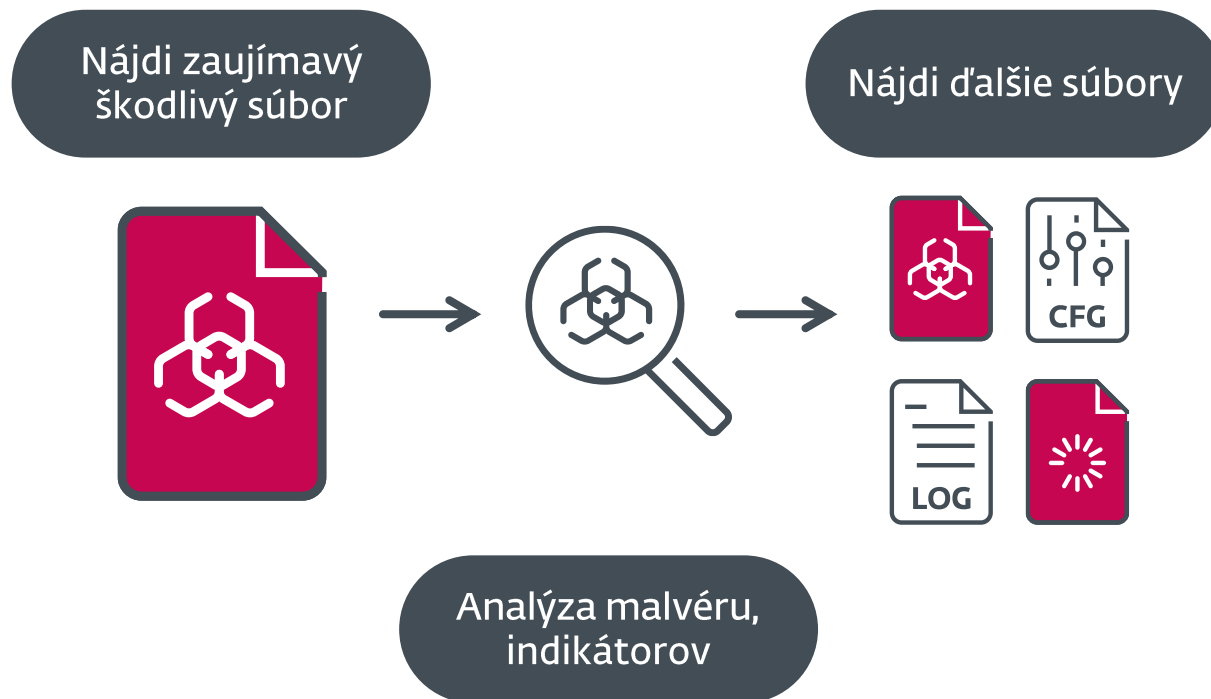 Nájdi zaujímavý
škodlivý súbor
Nájdi ďalšie súbory
CFG
LOG
Analýza malvéru,
indikátorov